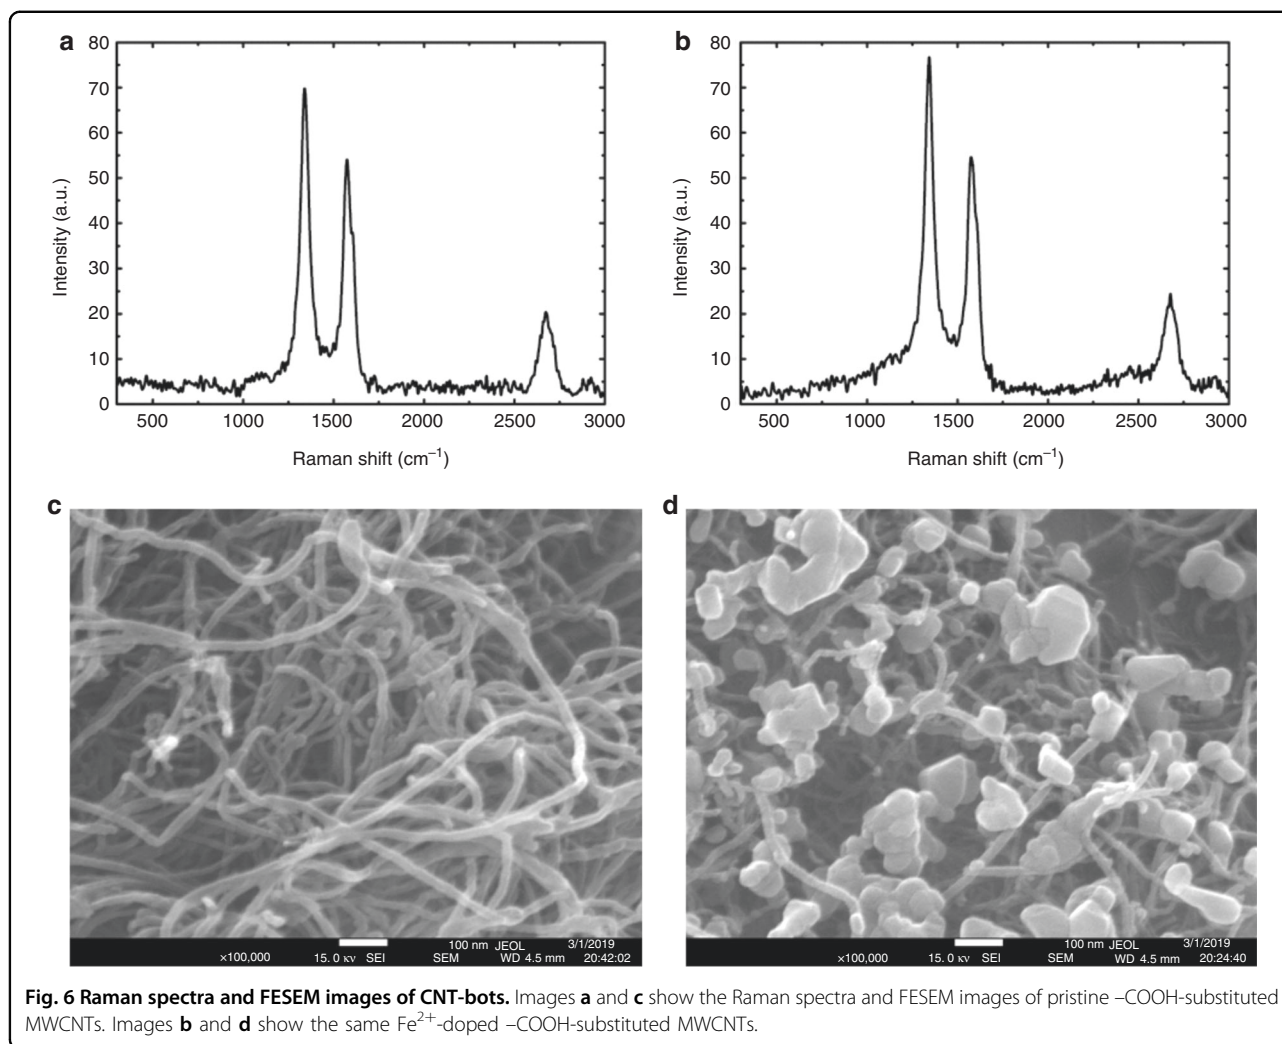 a
80
70
60
50
40
30
20
10
0
Intensity (a.u.)
500 1000 1500 2000 2500 3000
Raman shift (cm⁻¹)
b
80
70
60
50
40
30
20
10
0
Intensity (a.u.)
500 1000 1500 2000 2500 3000
Raman shift (cm⁻¹)
c
100 nm JEOL 3/1/2019
×100,000 15. 0 κν SEI SEM WD 4.5 mm 20:42:02
d
100 nm JEOL 3/1/2019
×100,000 15.0 κν SEI SEM WD 4.5 mm 20:24:40
Fig. 6 Raman spectra and FESEM images of CNT-bots. Images a and c show the Raman spectra and FESEM images of pristine –COOH-substituted
MWCNTs. Images b and d show the same Fe²⁺-doped –COOH-substituted MWCNTs.